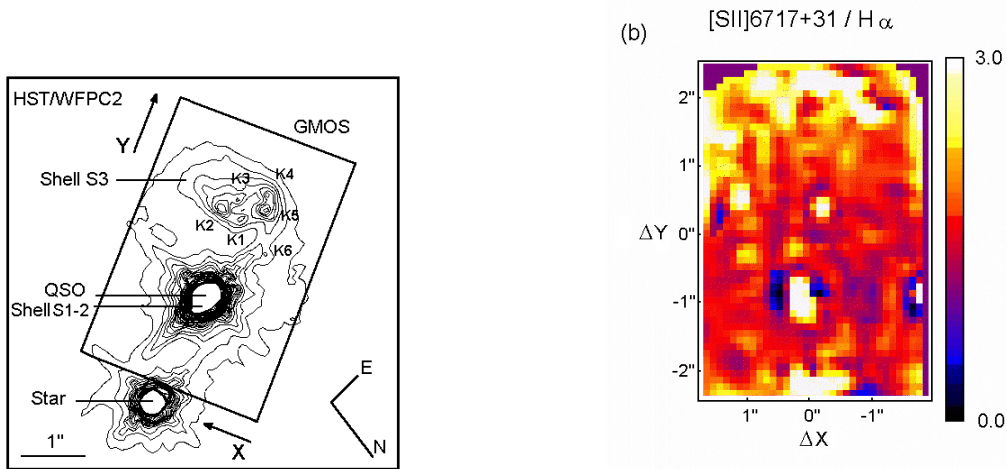 HST/WFPC2
Y
GMOS
Shell S3
K3
K4
K2
K5
K1
K6
QSO
Shell S1-2
Star
E
1"
X
N
(b)
[SII]6717+31 / H α
3.0
2"
1"
ΔY
0"
-1"
-2"
0.0
1"
0"
-1"
ΔX